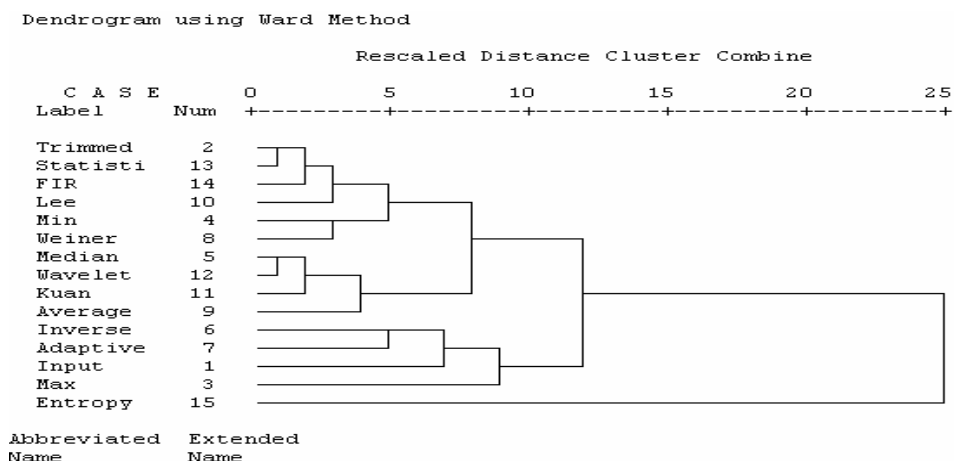 Dendrogram using Ward Method
Rescaled Distance Cluster Combine
C A S E 0 5 10 15 20 25
Label Num +---------+---------+---------+---------+---------+
Trimmed 2
Statisti 13
FIR 14
Lee 10
Min 4
Weiner 8
Median 5
Wavelet 12
Kuan 11
Average 9
Inverse 6
Adaptive 7
Input 1
Max 3
Entropy 15
Abbreviated Extended
Name Name